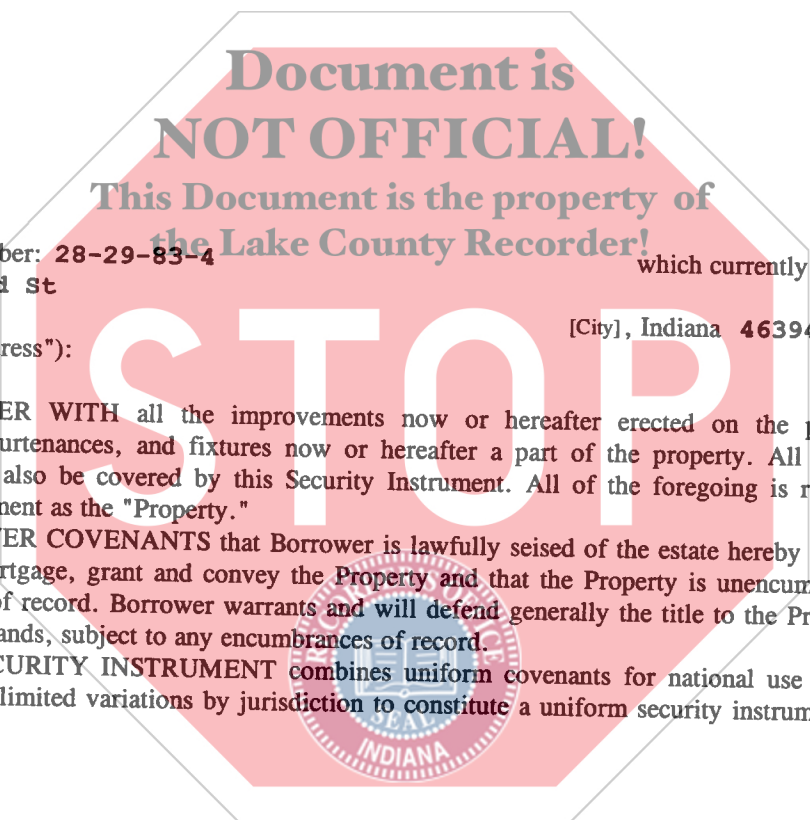 Document is
NOT OFFICIAL!
This Document is the property of
the Lake County Recorder!
ber: 28-29-83-4 which currently
d St
[City], Indiana 46394
ress"):
STOP
ER WITH all the improvements now or hereafter erected on the
urtenances, and fixtures now or hereafter a part of the property. All
also be covered by this Security Instrument. All of the foregoing is r
nent as the "Property."
ER COVENANTS that Borrower is lawfully seised of the estate hereby
rtgage, grant and convey the Property and that the Property is unencum
of record. Borrower warrants and will defend generally the title to the Pr
ands, subject to any encumbrances of record.
CURITY INSTRUMENT combines uniform covenants for national use
limited variations by jurisdiction to constitute a uniform security instrum
RECORDER'S OFFICE
SEAL
INDIANA